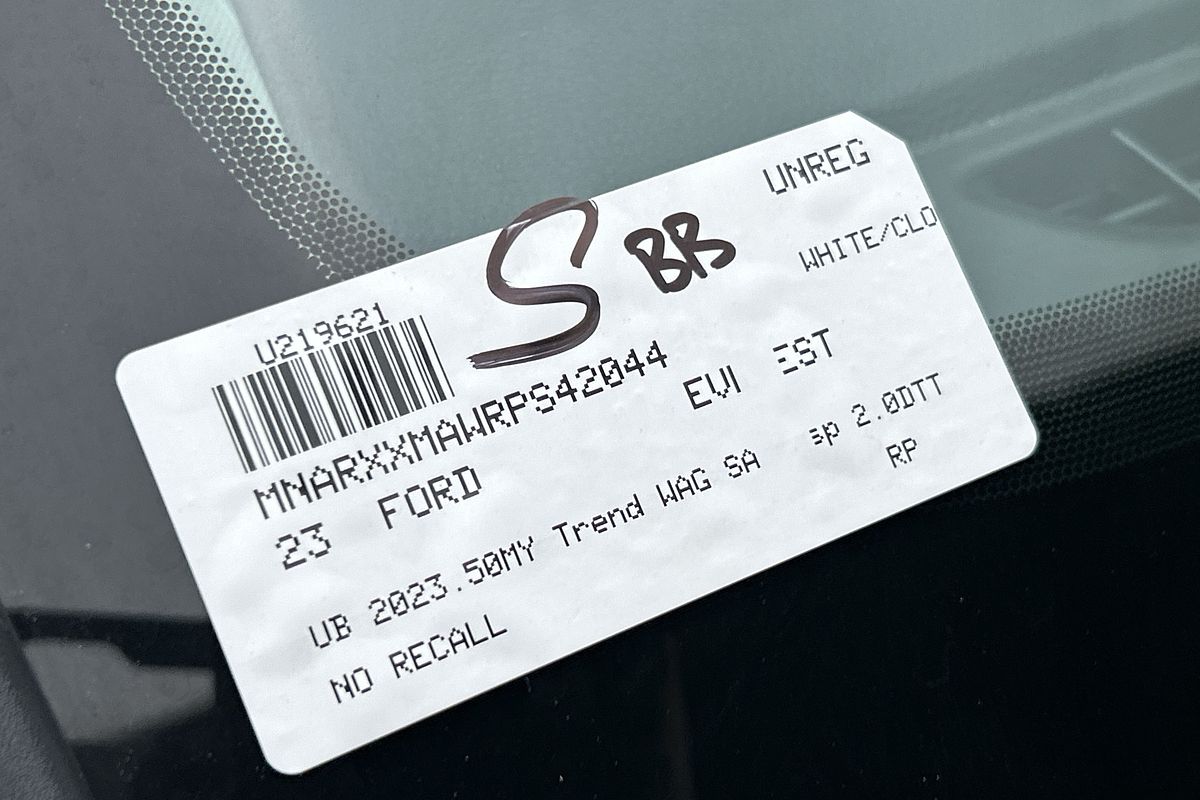 UNREG
S BB
WHITE/CLO
U219621
MNARXXMAWRPS42044
EVI EST
23 FORD
UB 2023.50MY Trend WAG SA sp 2.0DTT
NO RECALL
RP